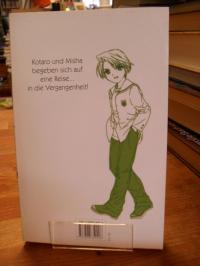 Kotaro und Misha
begeben sich auf
eine Reise...
in die Vergangenheit!